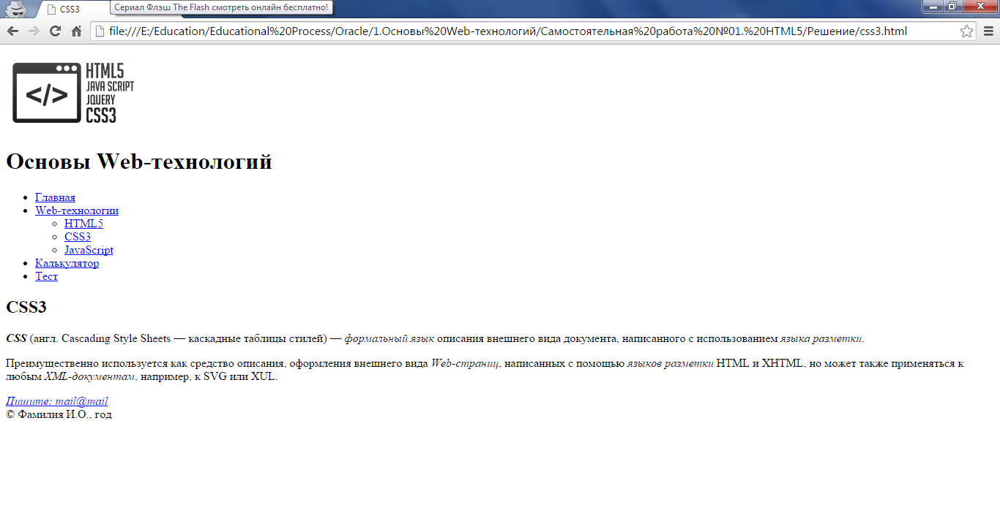 CSS3
Сериал Флэш The Flash смотреть онлайн бесплатно!
file:///E:/Education/Educational%20Process/Oracle/1.Основы%20Web-технологий/Самостоятельная%20работа%20№01.%20HTML5/Решение/css3.html
</>
HTML5
JAVA SCRIPT
JQUERY
CSS3
Основы Web-технологий
Главная
Web-технологии
HTML5
CSS3
JavaScript
Калькулятор
Тест
CSS3
CSS (англ. Cascading Style Sheets — каскадные таблицы стилей) — формальный язык описания внешнего вида документа, написанного с использованием языка разметки.
Преимущественно используется как средство описания, оформления внешнего вида Web-страниц, написанных с помощью языков разметки HTML и XHTML, но может также применяться к
любым XML-документам, например, к SVG или XUL.
Пишите: mail@mail
© Фамилия И.О., год